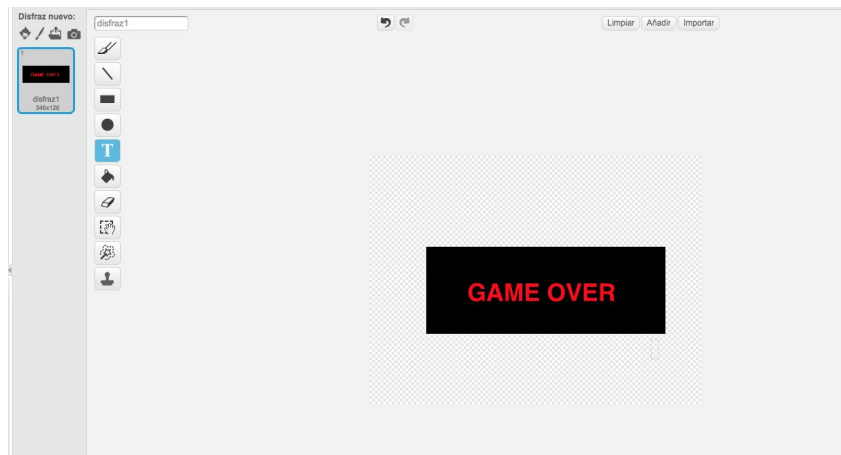 Disfraz nuevo:
disfraz1
Limpiar Añadir Importar
1
GAME OVER
disfraz1
346x126
T
GAME OVER